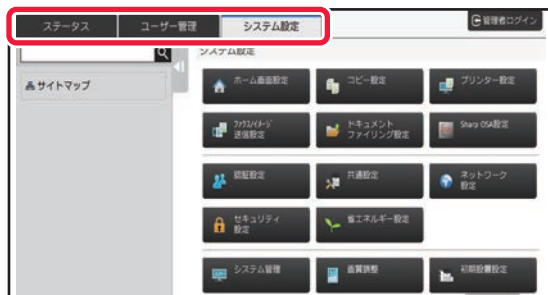 ステータス
ユーザー管理
システム設定
管理者ログイン
システム設定
サイトマップ
ホーム画面設定
コピー設定
プリンター設定
ファクス/イメージ
送信設定
ドキュメント
ファイリング設定
Sharp OSA設定
認証設定
共通設定
ネットワーク
設定
セキュリティ
設定
省エネルギー設定
システム管理
画質調整
初期設置設定